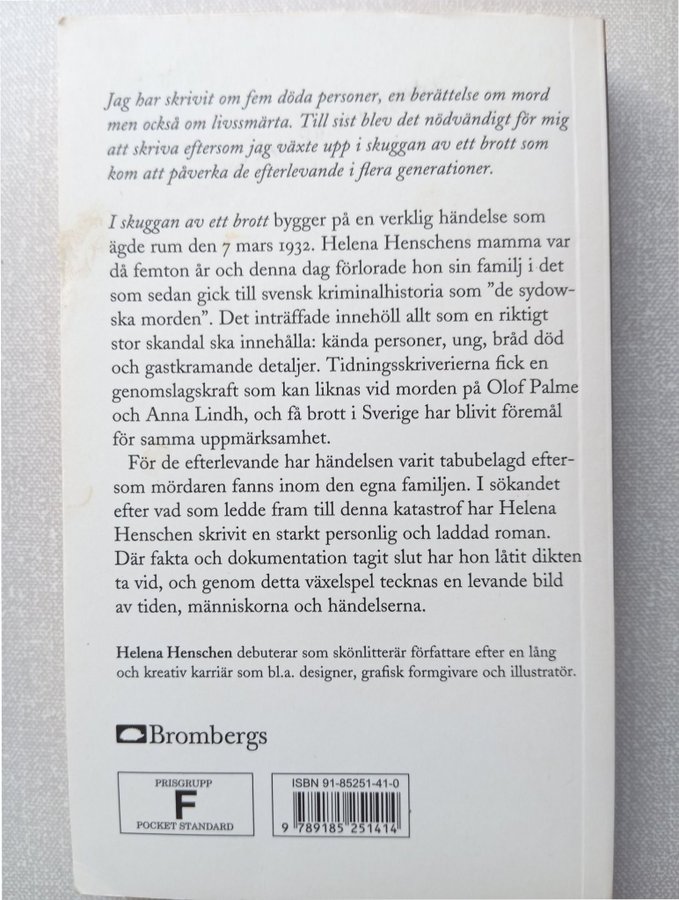 Jag har skrivit om fem döda personer, en berättelse om mord
men också om livssmärta. Till sist blev det nödvändigt för mig
att skriva eftersom jag växte upp i skuggan av ett brott som
kom att påverka de efterlevande i flera generationer.
I skuggan av ett brott bygger på en verklig händelse som
ägde rum den 7 mars 1932. Helena Henschens mamma var
då femton år och denna dag förlorade hon sin familj i det
som sedan gick till svensk kriminalhistoria som ”de sydow-
ska morden”. Det inträffade innehöll allt som en riktigt
stor skandal ska innehålla: kända personer, ung, bråd död
och gastkramande detaljer. Tidningsskriverierna fick en
genomslagskraft som kan liknas vid morden på Olof Palme
och Anna Lindh, och få brott i Sverige har blivit föremål
för samma uppmärksamhet.
För de efterlevande har händelsen varit tabubelagd efter-
som mördaren fanns inom den egna familjen. I sökandet
efter vad som ledde fram till denna katastrof har Helena
Henschen skrivit en starkt personlig och laddad roman.
Där fakta och dokumentation tagit slut har hon låtit dikten
ta vid, och genom detta växelspel tecknas en levande bild
av tiden, människorna och händelserna.
Helena Henschen debuterar som skönlitterär författare efter en lång
och kreativ karriär som bl.a. designer, grafisk formgivare och illustratör.
Brombergs
PRISGRUPP
F
POCKET STANDARD
ISBN 91-85251-41-0
9 789185 251414